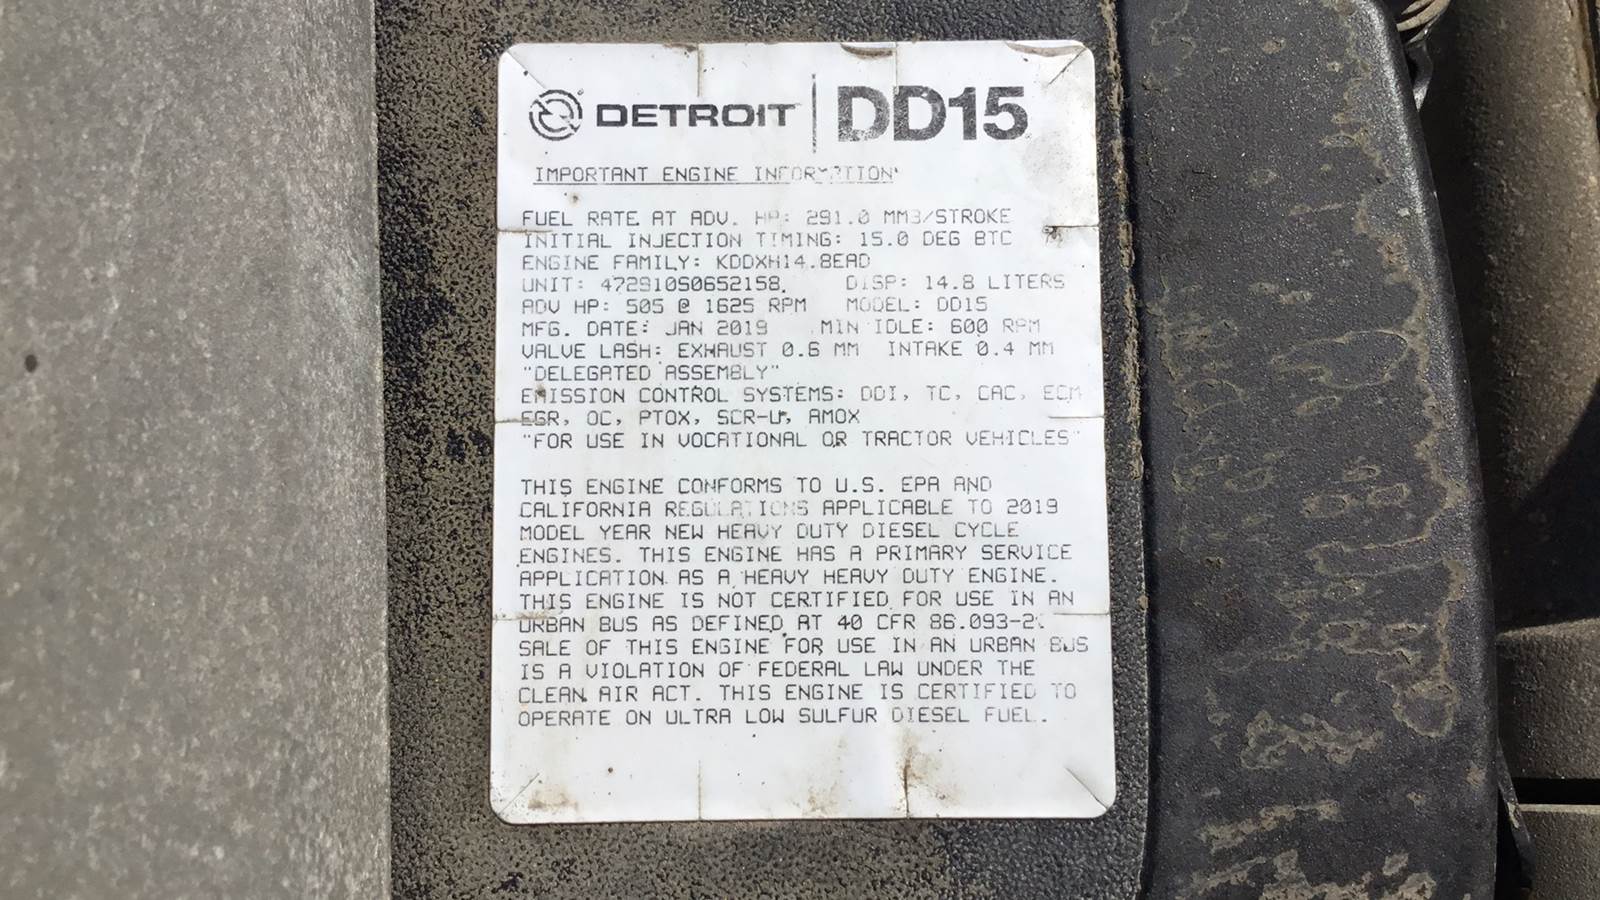 DETROIT | DD15
IMPORTANT ENGINE INFORMATION
FUEL RATE AT ADV. HP: 291.0 MM3/STROKE
INITIAL INJECTION TIMING: 15.0 DEG BTC
ENGINE FAMILY: KDDXH14.8EAD
UNIT: 472910S0652158 DISP: 14.8 LITERS
ADV HP: 505 @ 1625 RPM MODEL: DD15
MFG. DATE: JAN 2019 MIN IDLE: 600 RPM
VALVE LASH: EXHAUST 0.6 MM INTAKE 0.4 MM
"DELEGATED ASSEMBLY"
EMISSION CONTROL SYSTEMS: DDI, TC, CAC, ECM
EGR, OC, PTOX, SCR-U, AMOX
"FOR USE IN VOCATIONAL OR TRACTOR VEHICLES"
THIS ENGINE CONFORMS TO U.S. EPA AND
CALIFORNIA REGULATIONS APPLICABLE TO 2019
MODEL YEAR NEW HEAVY DUTY DIESEL CYCLE
ENGINES. THIS ENGINE HAS A PRIMARY SERVICE
APPLICATION AS A HEAVY HEAVY DUTY ENGINE.
THIS ENGINE IS NOT CERTIFIED FOR USE IN AN
URBAN BUS AS DEFINED AT 40 CFR
SALE OF THIS ENGINE FOR USE IN AN URBAN BUS
IS A VIOLATION OF FEDERAL LAW UNDER THE
CLEAN AIR ACT. THIS ENGINE IS CERTIFIED TO
OPERATE ON ULTRA LOW SULFUR DIESEL FUEL.